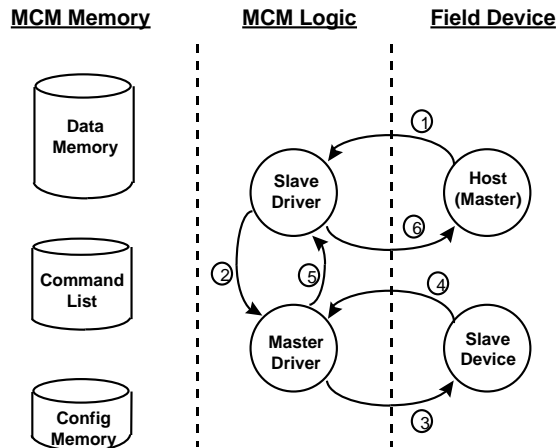 MCM Memory
MCM Logic
Field Device
Data
Memory
Command
List
Config
Memory
Slave
Driver
Master
Driver
Host
(Master)
Slave
Device
1
6
2
5
4
3